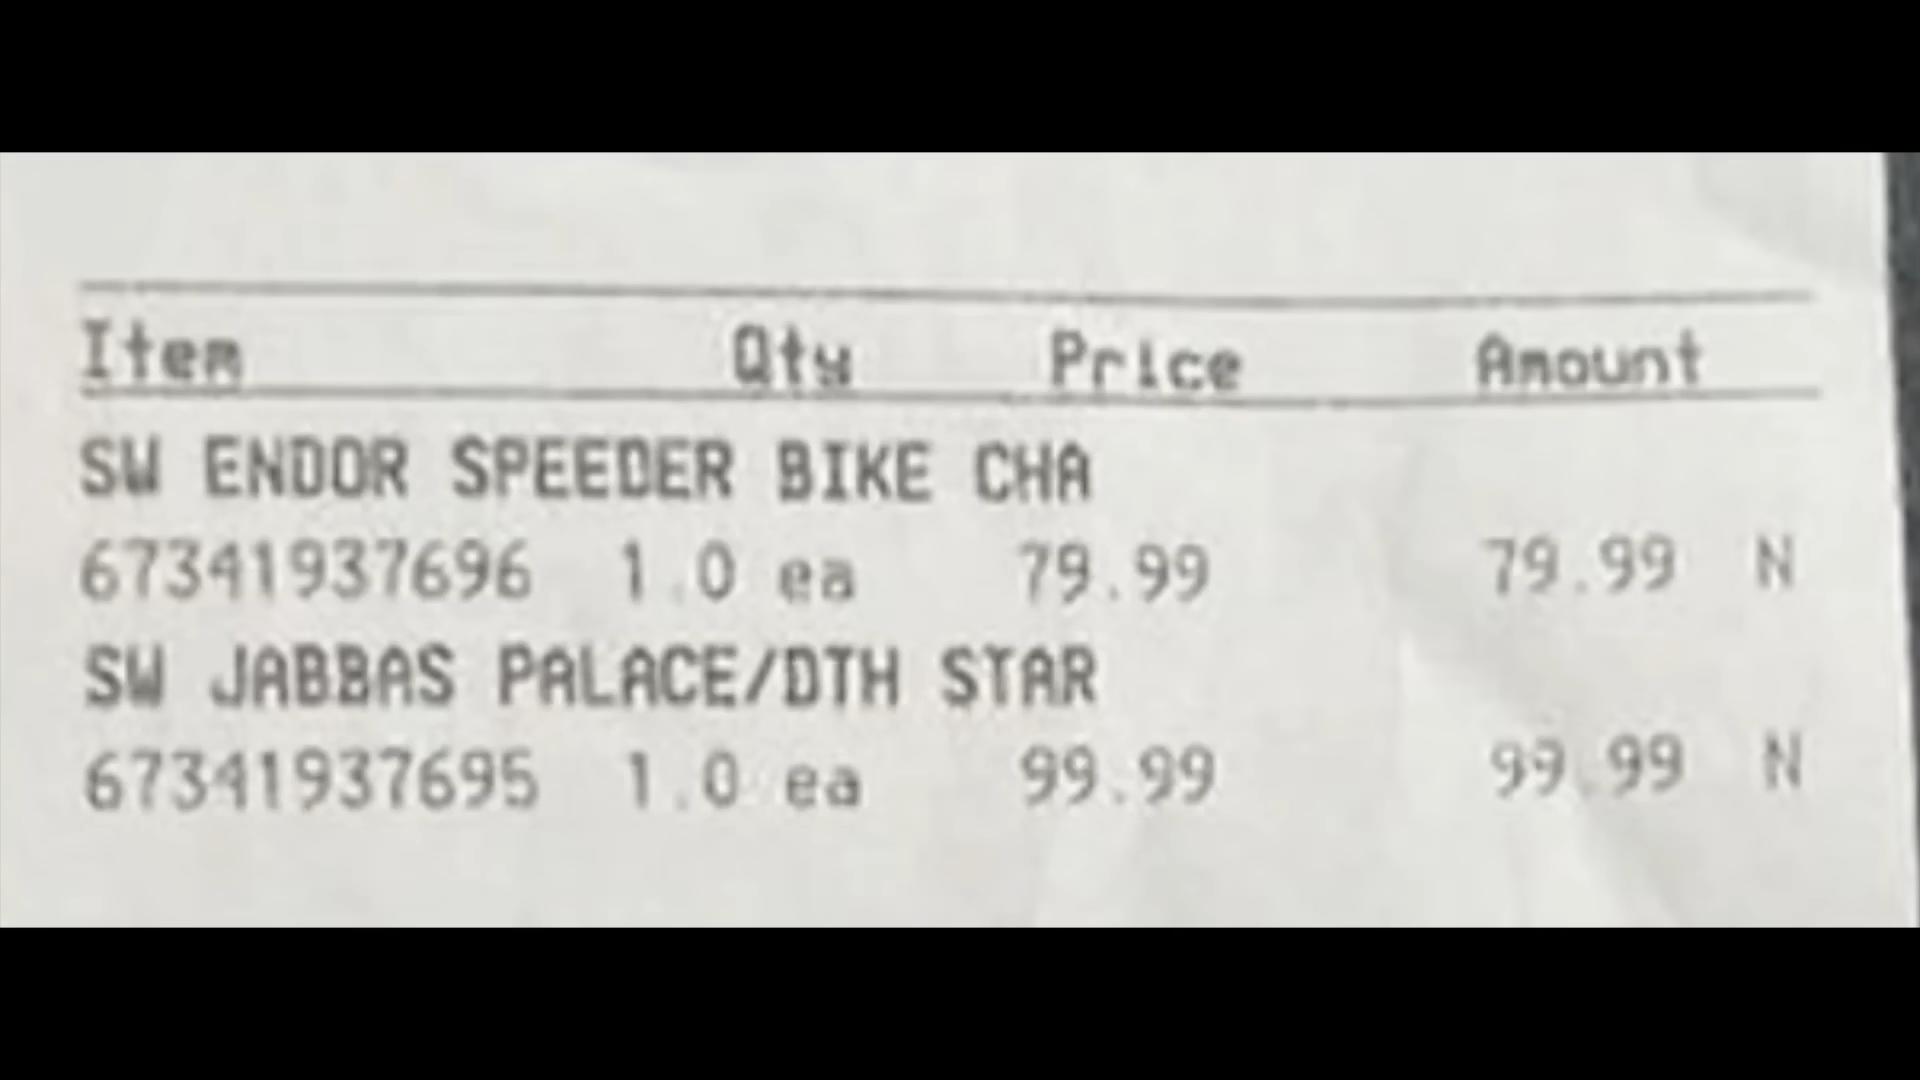 Item Qty Price Amount
SW ENDOR SPEEDER BIKE CHA
67341937696 1.0 ea 79.99 79.99 N
SW JABBAS PALACE/DTH STAR
67341937695 1.0 ea 99.99 99.99 N